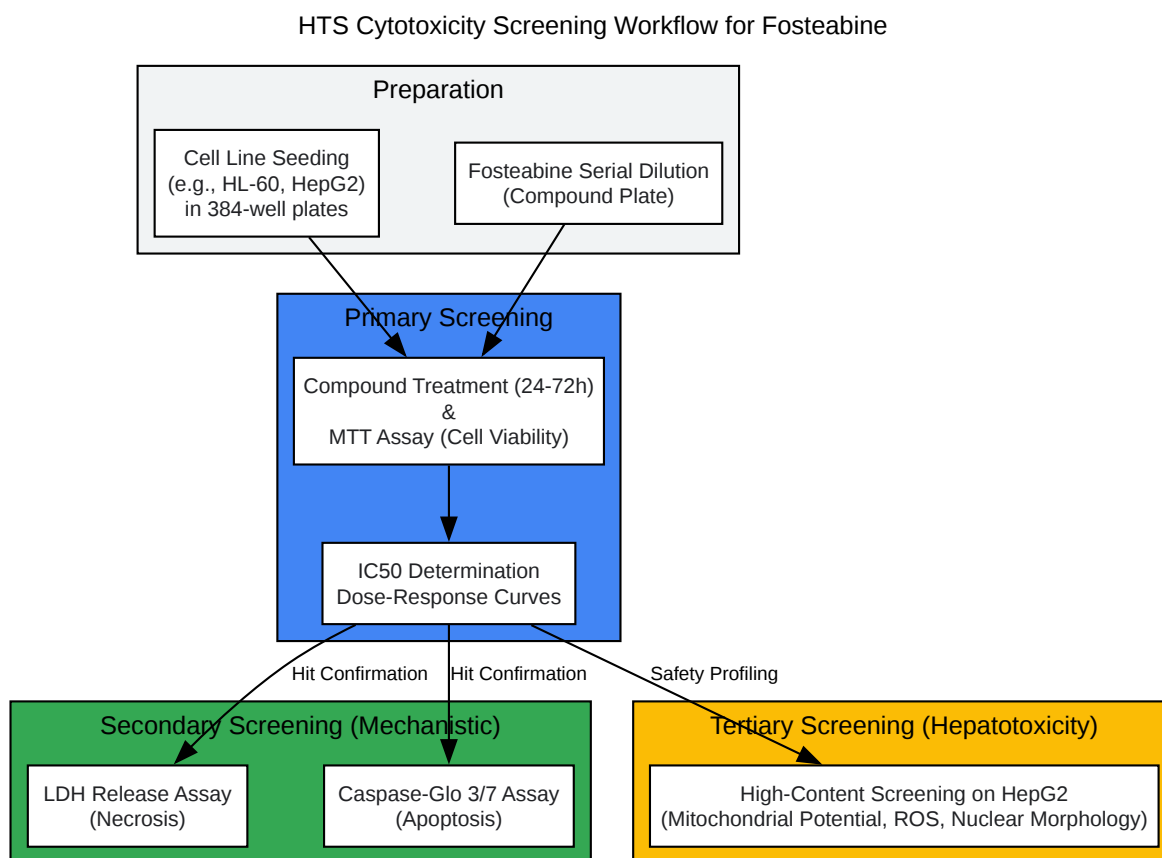 HTS Cytotoxicity Screening Workflow for Fosteabine
Preparation
Cell Line Seeding
(e.g., HL-60, HepG2)
in 384-well plates
Fosteabine Serial Dilution
(Compound Plate)
Primary Screening
Compound Treatment (24-72h)
&
MTT Assay (Cell Viability)
IC50 Determination
Dose-Response Curves
Hit Confirmation
Hit Confirmation
Safety Profiling
Secondary Screening (Mechanistic)
LDH Release Assay
(Necrosis)
Caspase-Glo 3/7 Assay
(Apoptosis)
Tertiary Screening (Hepatotoxicity)
High-Content Screening on HepG2
(Mitochondrial Potential, ROS, Nuclear Morphology)